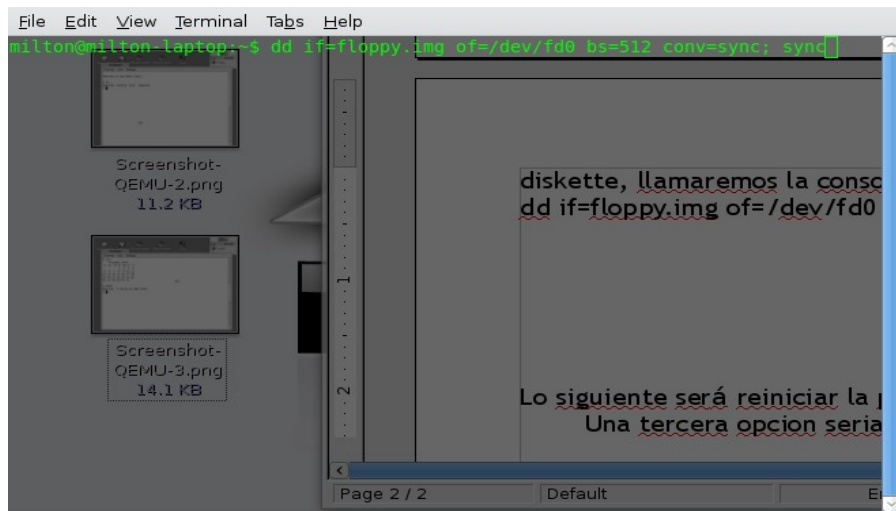 File Edit View Terminal Tabs Help
milton@milton-laptop:~$ dd if=floppy.img of=/dev/fd0 bs=512 conv=sync; sync
Screenshot-
QEMU-2.png
11.2 KB
Screenshot-
QEMU-3.png
14.1 KB
diskette, llamaremos la conso
dd if=floppy.img of=/dev/fd0
1
2
Lo siguiente será reiniciar la
Una tercera opcion seria
Page 2 / 2
Default